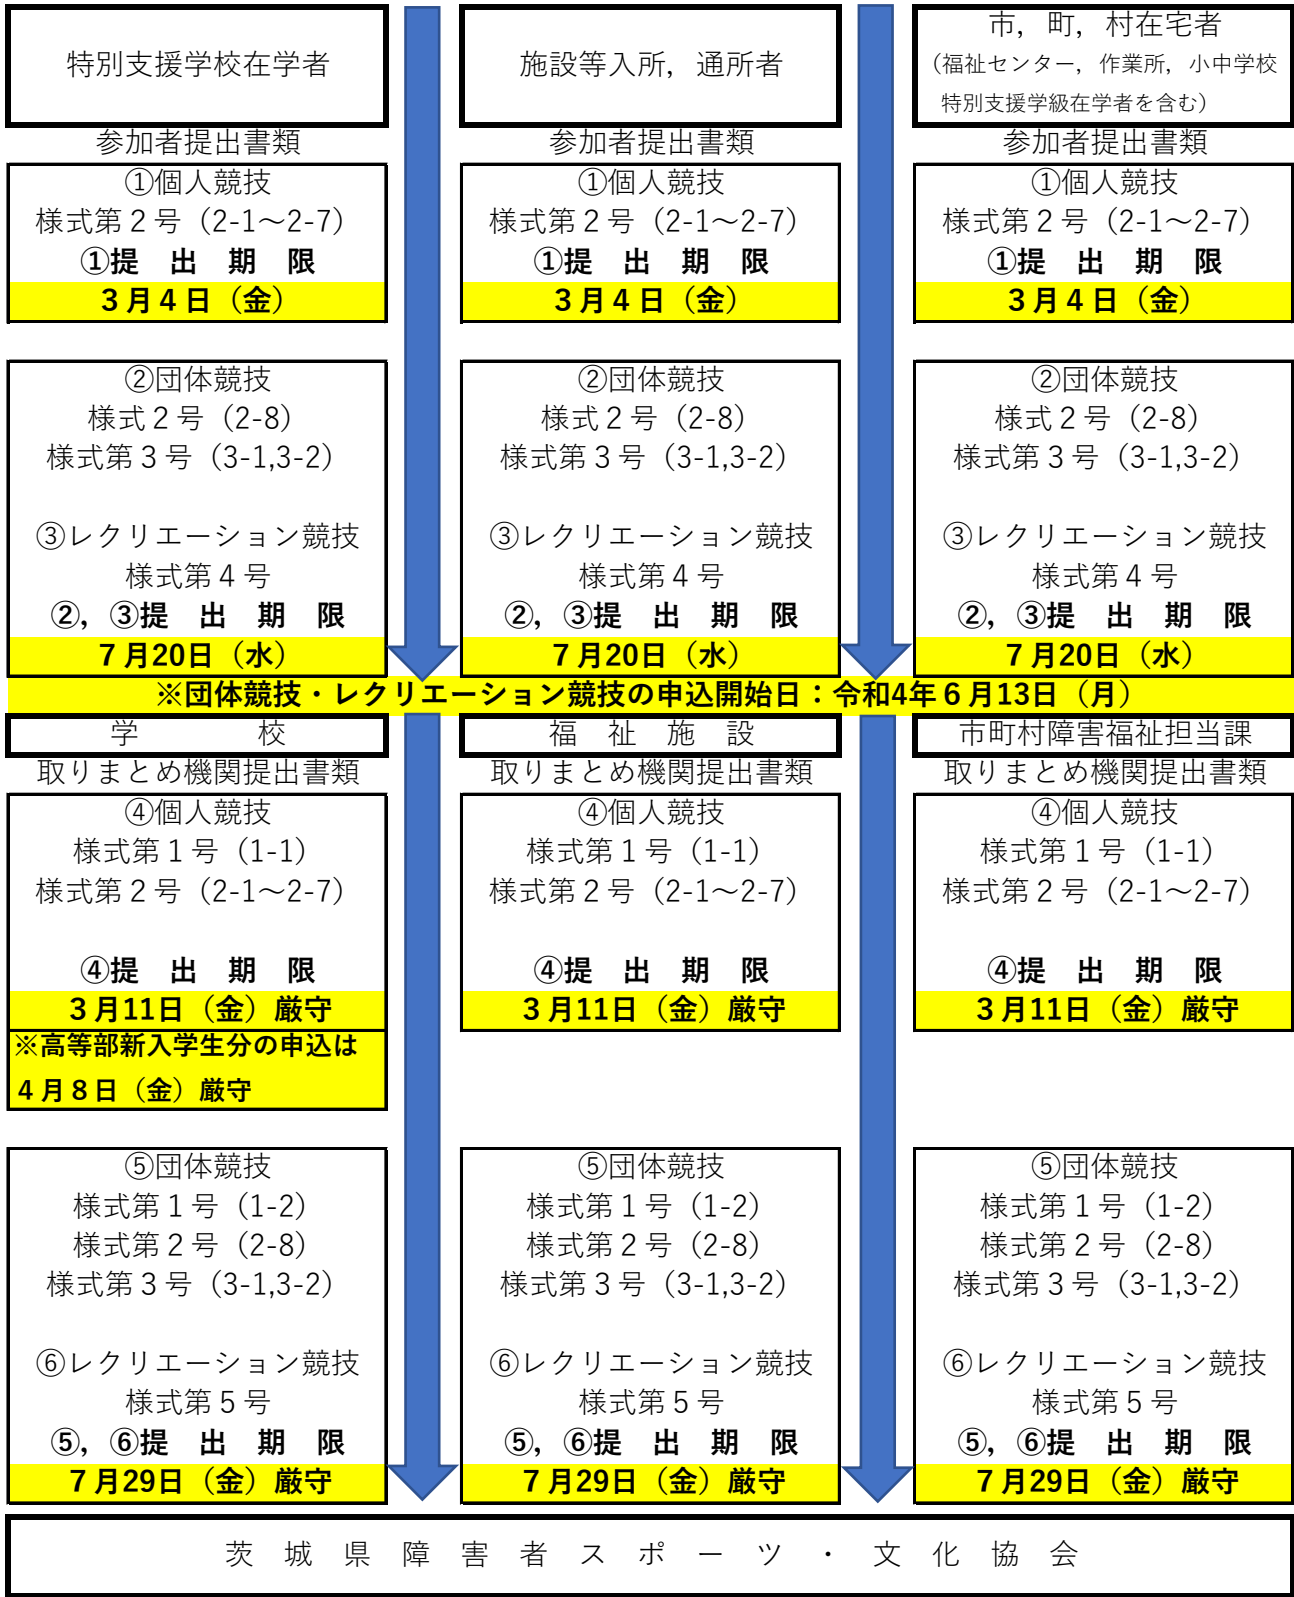 特別支援学校在学者
参加者提出書類
①個人競技
様式第２号（2-1～2-7）
①提　出　期　限
３月４日（金）
②団体競技
様式２号（2-8）
様式第３号（3-1,3-2）
③レクリエーション競技
様式第４号
②，③提　出　期　限
７月20日（水）
施設等入所，通所者
参加者提出書類
①個人競技
様式第２号（2-1～2-7）
①提　出　期　限
３月４日（金）
②団体競技
様式２号（2-8）
様式第３号（3-1,3-2）
③レクリエーション競技
様式第４号
②，③提　出　期　限
７月20日（水）
市，町，村在宅者
（福祉センター，作業所，小中学校
特別支援学級在学者を含む）
参加者提出書類
①個人競技
様式第２号（2-1～2-7）
①提　出　期　限
３月４日（金）
②団体競技
様式２号（2-8）
様式第３号（3-1,3-2）
③レクリエーション競技
様式第４号
②，③提　出　期　限
７月20日（水）
※団体競技・レクリエーション競技の申込開始日：令和4年６月13日（月）
学　　　　校
取りまとめ機関提出書類
④個人競技
様式第１号（1-1）
様式第２号（2-1～2-7）
④提　出　期　限
３月11日（金）厳守
※高等部新入学生分の申込は
４月８日（金）厳守
⑤団体競技
様式第１号（1-2）
様式第２号（2-8）
様式第３号（3-1,3-2）
⑥レクリエーション競技
様式第５号
⑤，⑥提　出　期　限
７月29日（金）厳守
福　祉　施　設
取りまとめ機関提出書類
④個人競技
様式第１号（1-1）
様式第２号（2-1～2-7）
④提　出　期　限
３月11日（金）厳守
⑤団体競技
様式第１号（1-2）
様式第２号（2-8）
様式第３号（3-1,3-2）
⑥レクリエーション競技
様式第５号
⑤，⑥提　出　期　限
７月29日（金）厳守
市町村障害福祉担当課
取りまとめ機関提出書類
④個人競技
様式第１号（1-1）
様式第２号（2-1～2-7）
④提　出　期　限
３月11日（金）厳守
⑤団体競技
様式第１号（1-2）
様式第２号（2-8）
様式第３号（3-1,3-2）
⑥レクリエーション競技
様式第５号
⑤，⑥提　出　期　限
７月29日（金）厳守
茨　城　県　障　害　者　ス　ポ　ー　ツ　・　文　化　協　会